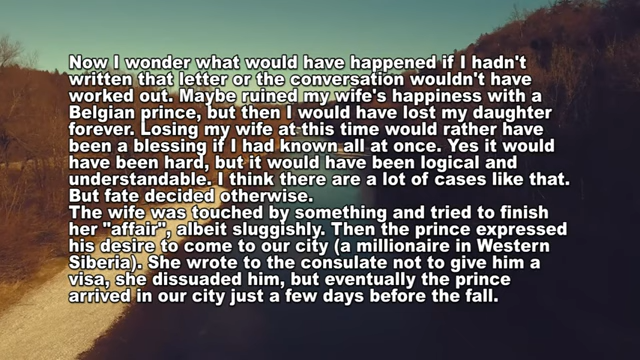 Now I wonder what would have happened if I hadn't
written that letter or the conversation wouldn't have
worked out. Maybe ruined my wife's happiness with a
Belgian prince, but then I would have lost my daughter
forever. Losing my wife at this time would rather have
been a blessing if I had known all at once. Yes it would
have been hard, but it would have been logical and
understandable. I think there are a lot of cases like that.
But fate decided otherwise.
The wife was touched by something and tried to finish
her "affair", albeit sluggishly. Then the prince expressed
his desire to come to our city (a millionaire in Western
Siberia). She wrote to the consulate not to give him a
visa, she dissuaded him, but eventually the prince
arrived in our city just a few days before the fall.